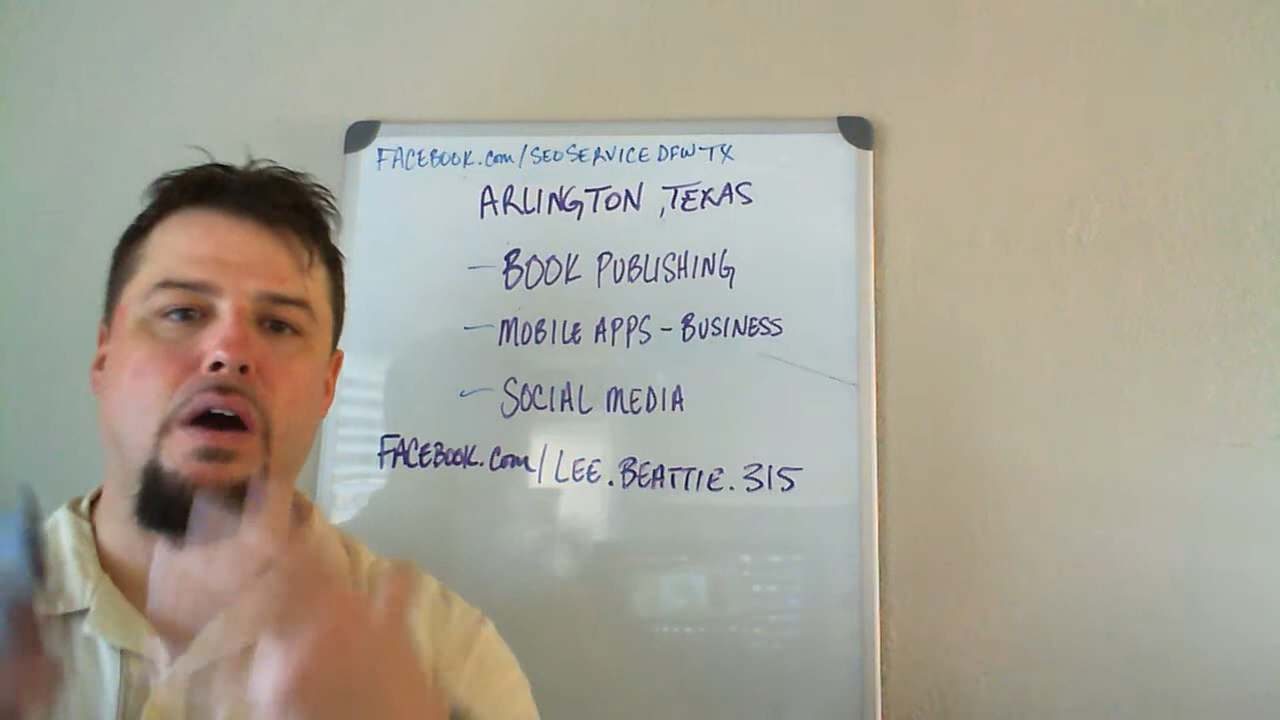 FACEBOOK.com/SEOSERVICEDFWTX
ARLINGTON, TEXAS
- BOOK PUBLISHING
- MOBILE APPS - BUSINESS
- SOCIAL MEDIA
FACEBOOK.com/LEE.BEATTIE.315